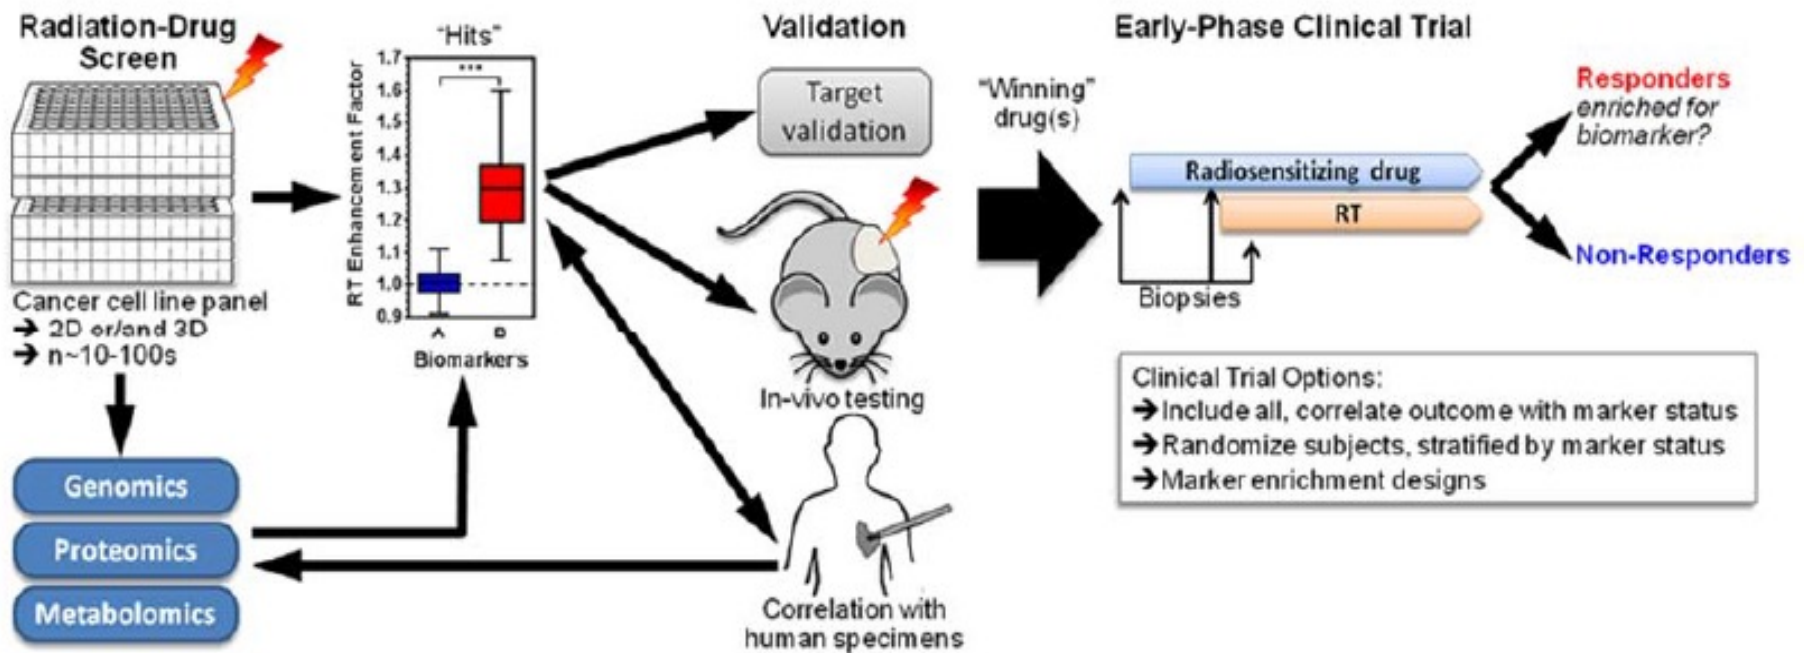 Radiation-Drug
Screen
Cancer cell line panel
➔ 2D or/and 3D
➔ n~10-100s
Genomics
Proteomics
Metabolomics
"Hits"
RT Enhancement Factor
1.7
1.6
1.5
1.4
1.3
1.2
1.1
1.0
0.9
***
A
Biomarkers
Validation
Target
validation
In-vivo testing
Correlation with
human specimens
"Winning"
drug(s)
Early-Phase Clinical Trial
Radiosensitizing drug
RT
Biopsies
Responders
enriched for
biomarker?
Non-Responders
Clinical Trial Options:
➔ Include all, correlate outcome with marker status
➔ Randomize subjects, stratified by marker status
➔ Marker enrichment designs